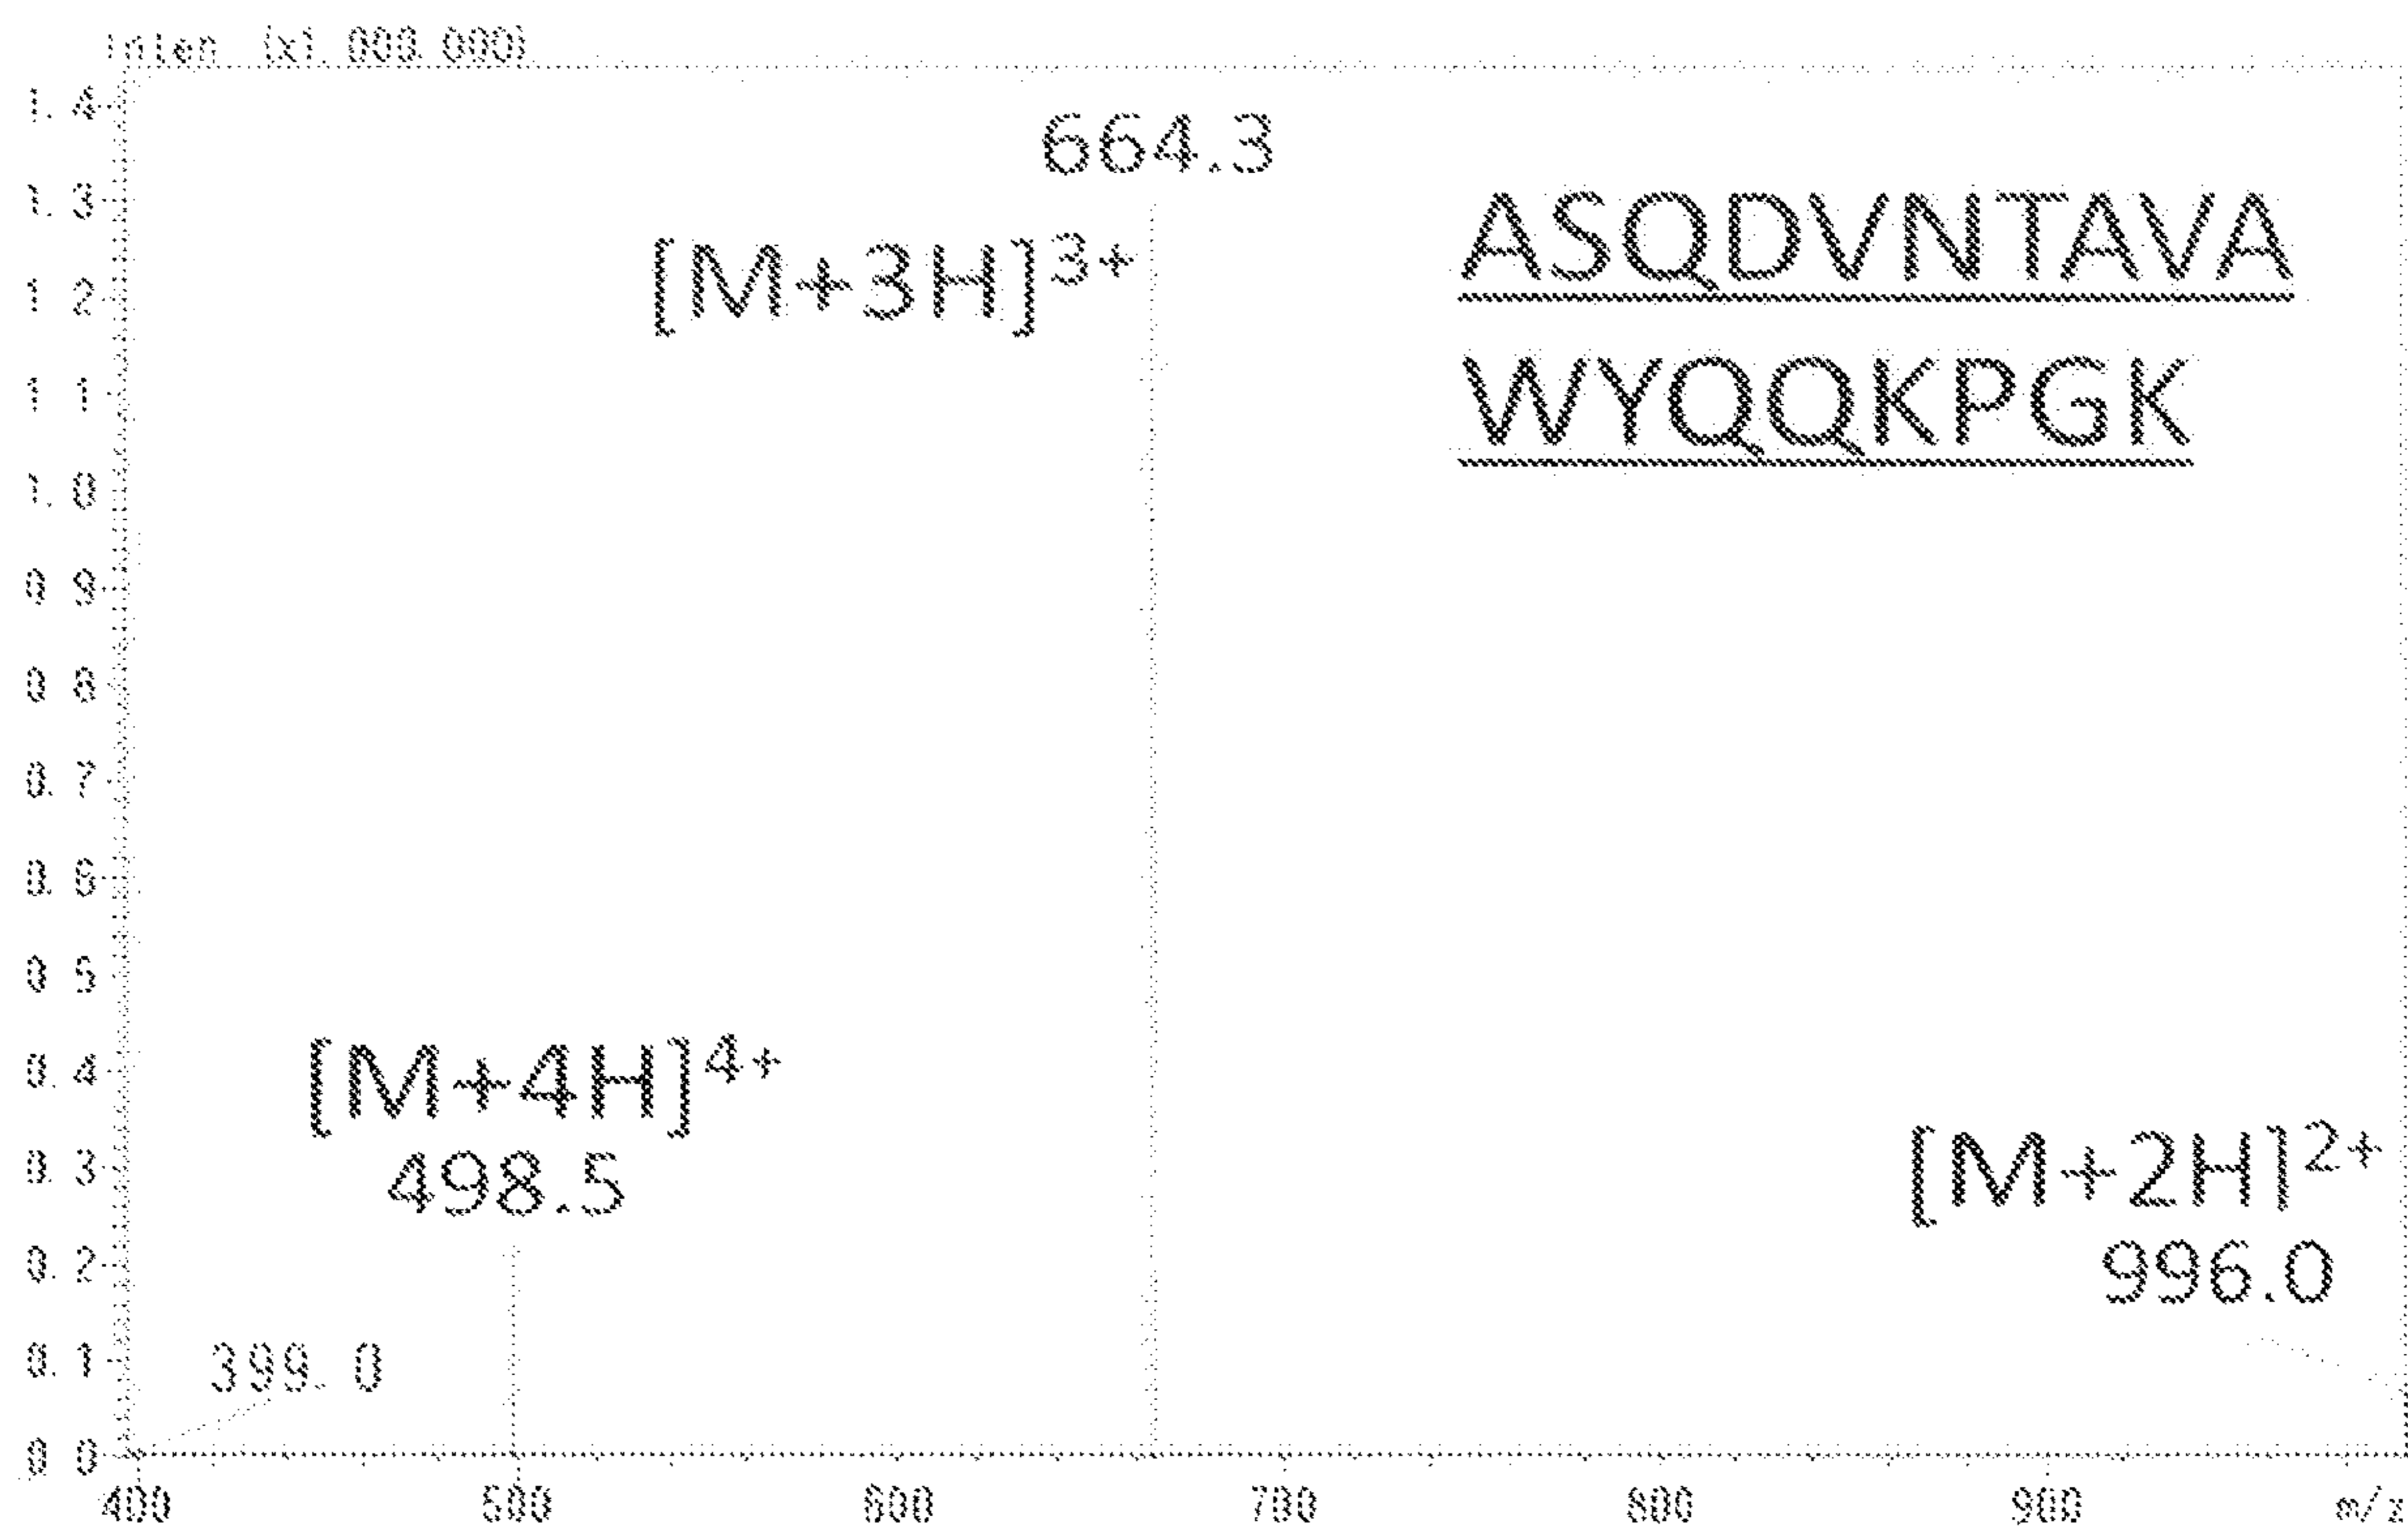 Inten. (x1,000,000)
1.4
664.3
1.3
ASQDVNTAVA
[M+3H]3+
1.2
WYQQKPGK
1.1
1.0
0.9
0.8
0.7
0.6
0.5
[M+4H]4+
0.4
[M+2H]2+
0.3
498.5
0.2
996.0
0.1
399.0
0.0
400 500 600 700 800 900 m/z